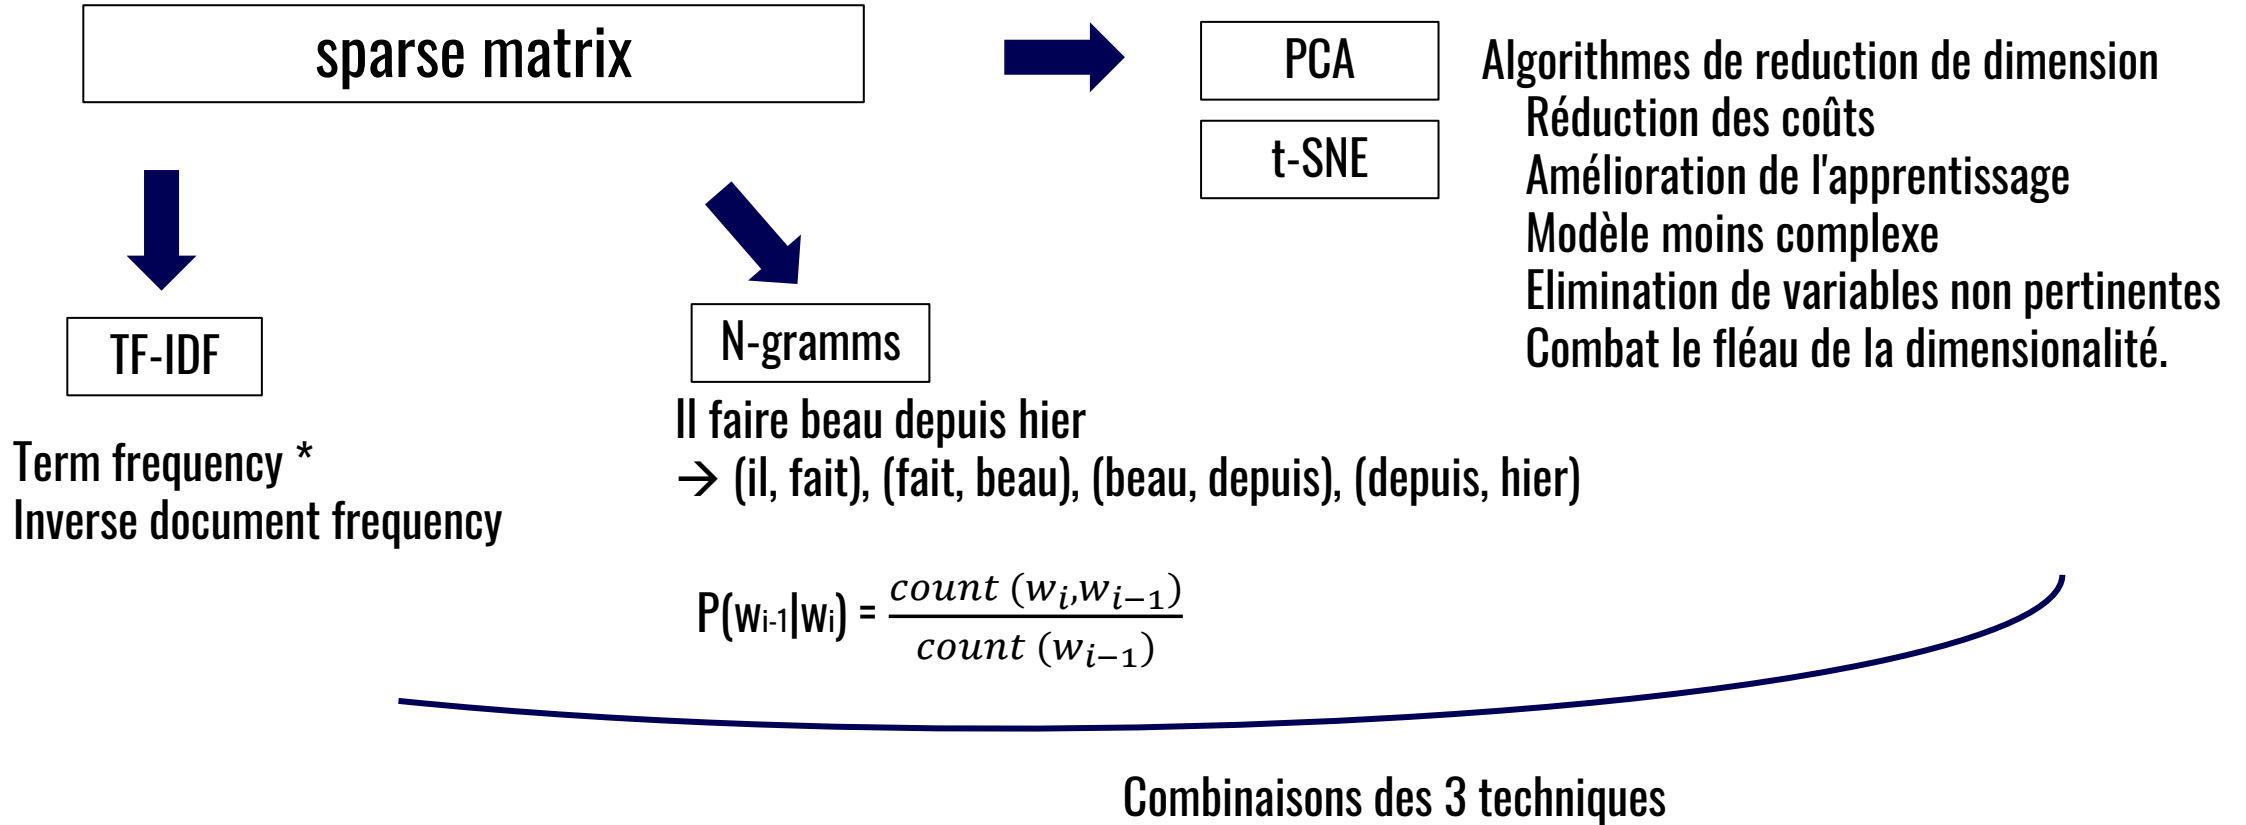 sparse matrix
PCA
t-SNE
Algorithmes de reduction de dimension
Réduction des coûts
Amélioration de l'apprentissage
Modèle moins complexe
Elimination de variables non pertinentes
Combat le fléau de la dimensionalité.
TF-IDF
Term frequency *
Inverse document frequency
N-gramms
Il faire beau depuis hier
→ (il, fait), (fait, beau), (beau, depuis), (depuis, hier)
P(wi-1|wi) = count (w_i,w_{i−1}) / count (w_{i−1})
Combinaisons des 3 techniques